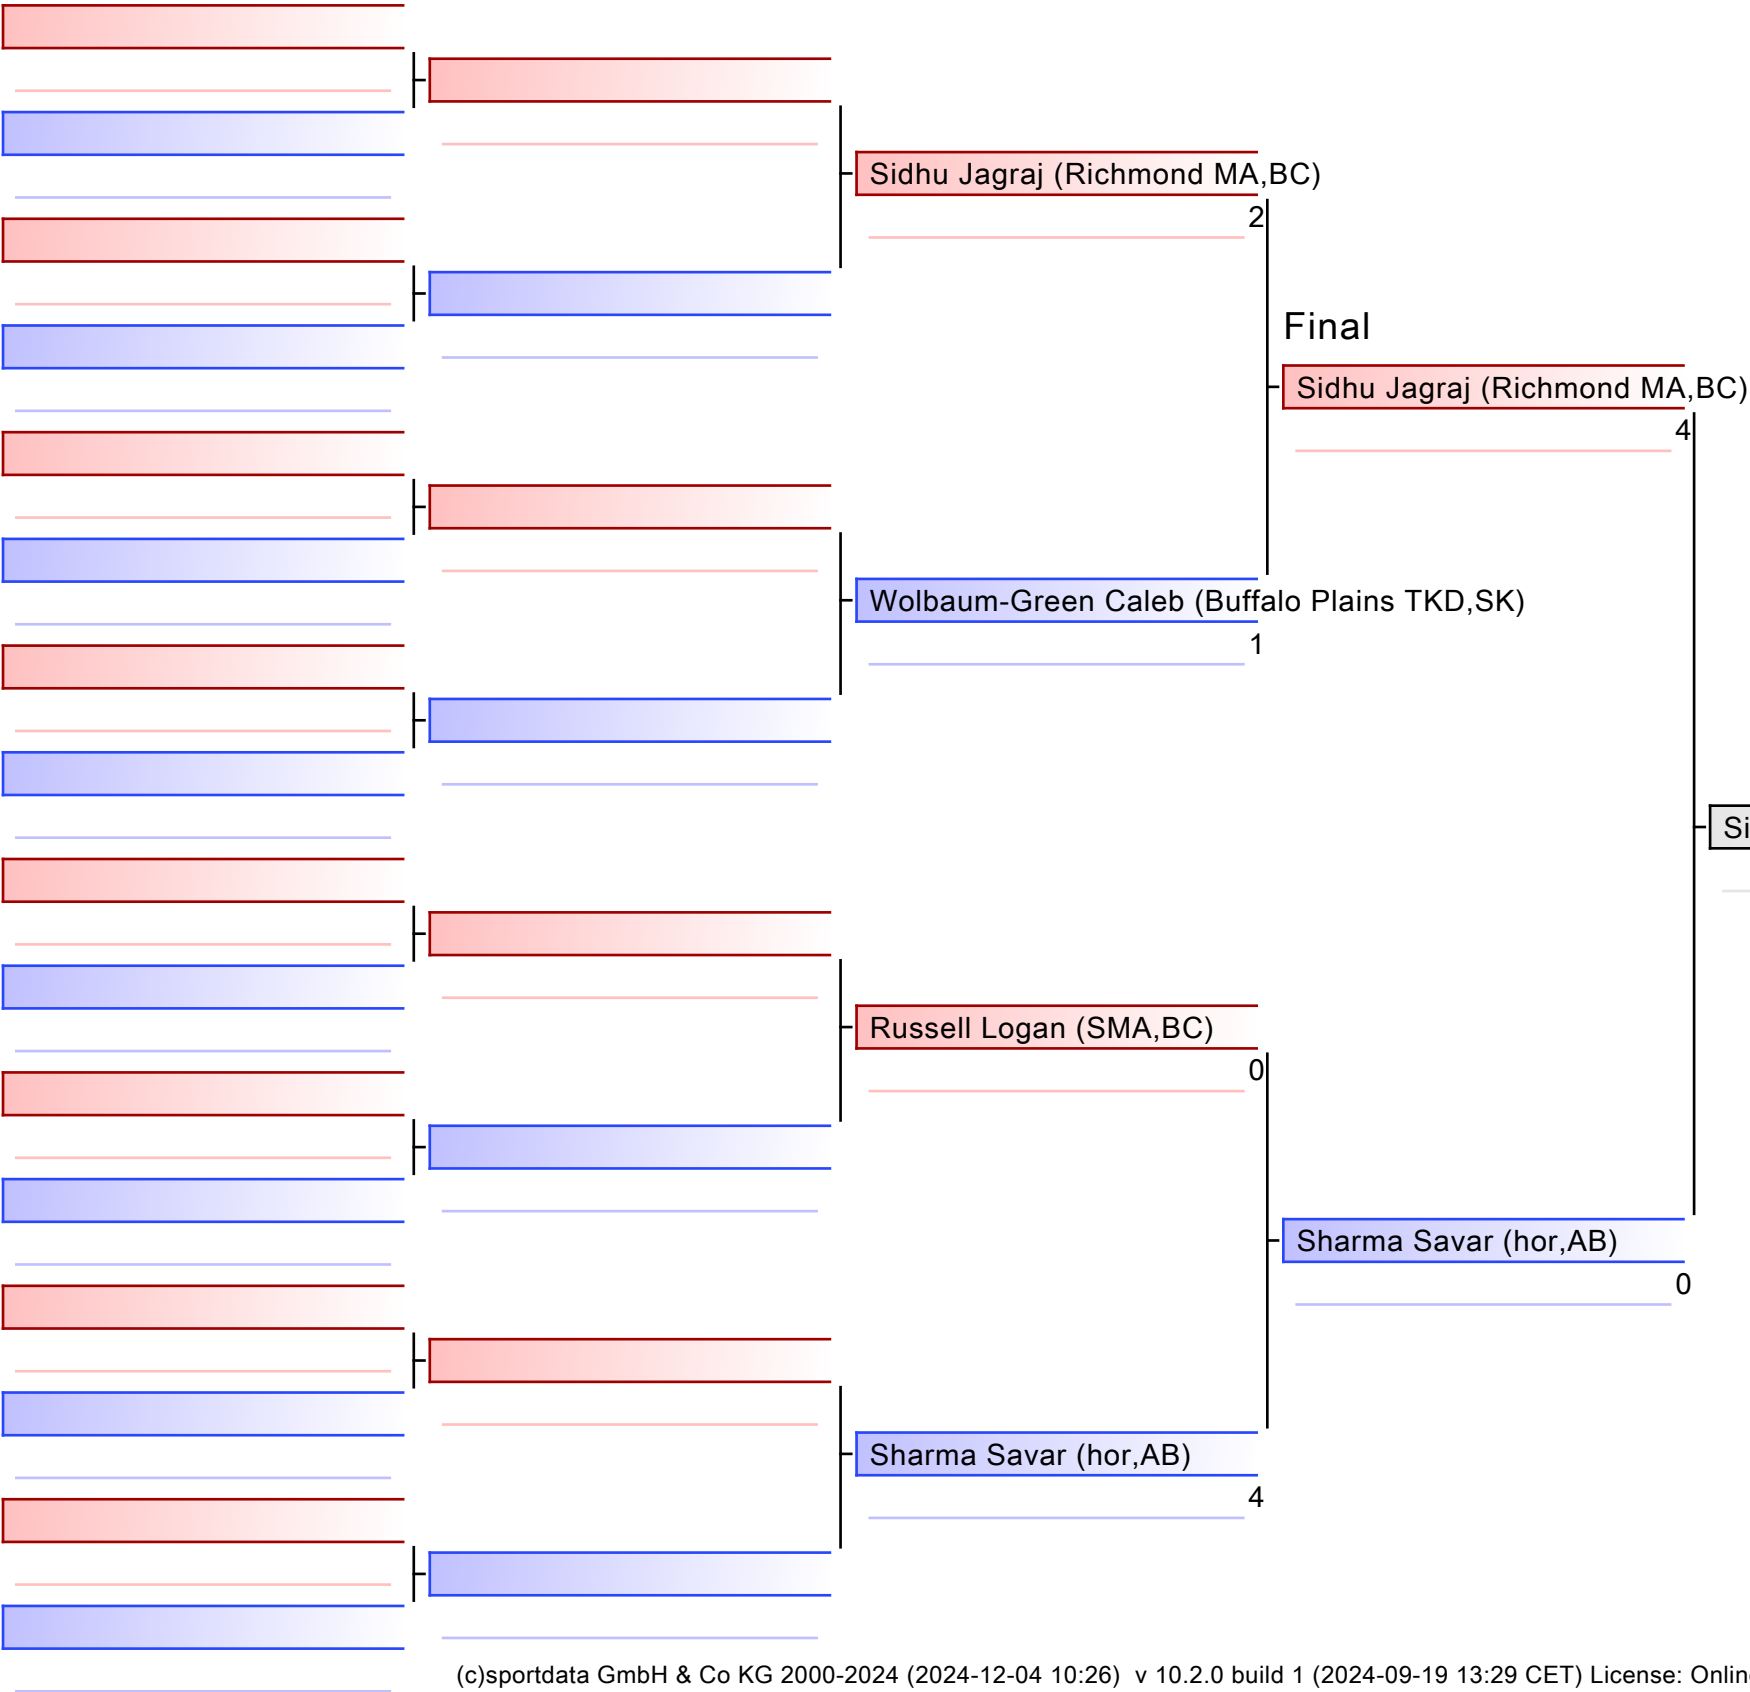 Sidhu Jagraj (Richmond MA,BC)
2
Final
Sidhu Jagraj (Richmond MA,BC)
4
Wolbaum-Green Caleb (Buffalo Plains TKD,SK)
1
Si
Russell Logan (SMA,BC)
0
Sharma Savar (hor,AB)
0
Sharma Savar (hor,AB)
4
(c)sportdata GmbH & Co KG 2000-2024 (2024-12-04 10:26) v 10.2.0 build 1 (2024-09-19 13:29 CET) License: Onlin